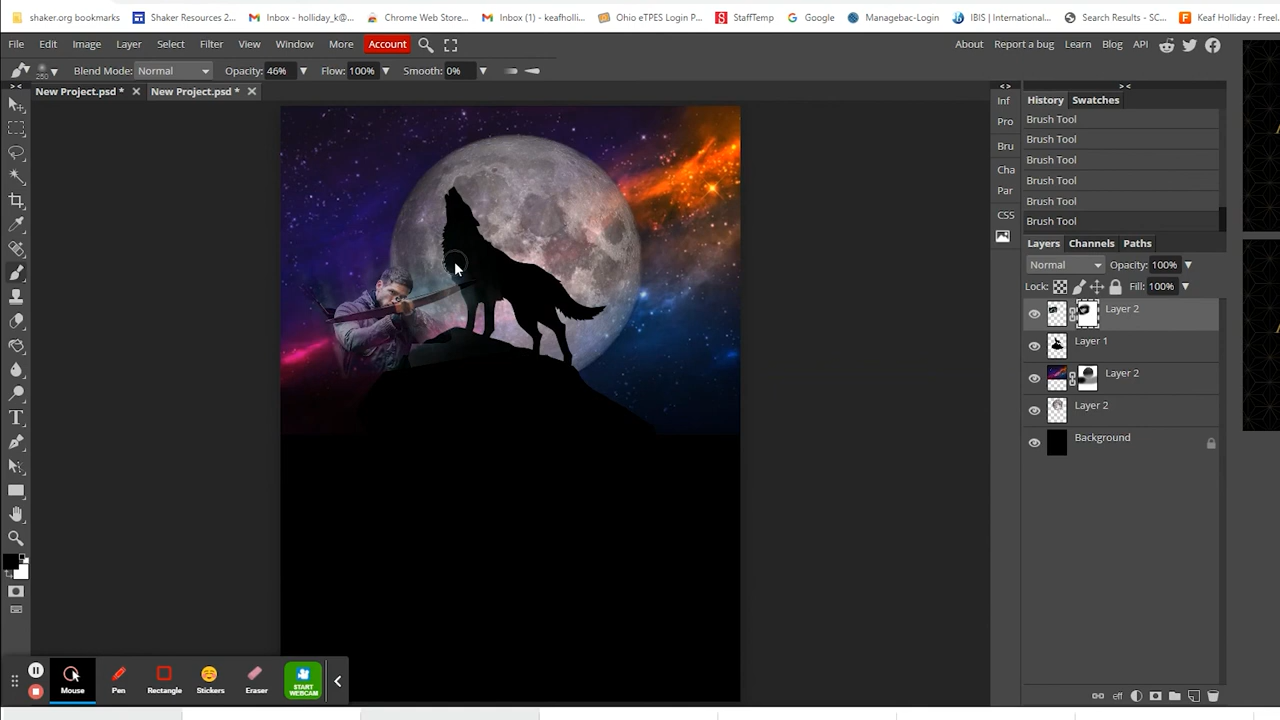 shaker.org bookmarks Shaker Resources 2... Inbox - holliday_k@... Chrome Web Store... Inbox (1) - keafholli... Ohio eTPES Login P... StaffTemp Google Managebac-Login IBIS | International... Search Results - SC... Keaf Holliday : Freel
File Edit Image Layer Select Filter View Window More Account About Report a bug Learn Blog API
250 Blend Mode: Normal Opacity: 46% Flow: 100% Smooth: 0%
New Project.psd * New Project.psd *
Inf
Pro
Bru
Cha
Par
CSS
History Swatches
Brush Tool
Brush Tool
Brush Tool
Brush Tool
Brush Tool
Brush Tool
Layers Channels Paths
Normal Opacity: 100%
Lock: Fill: 100%
Layer 2
Layer 1
Layer 2
Layer 2
Background
eff
Mouse Pen Rectangle Stickers Eraser START WEBCAM